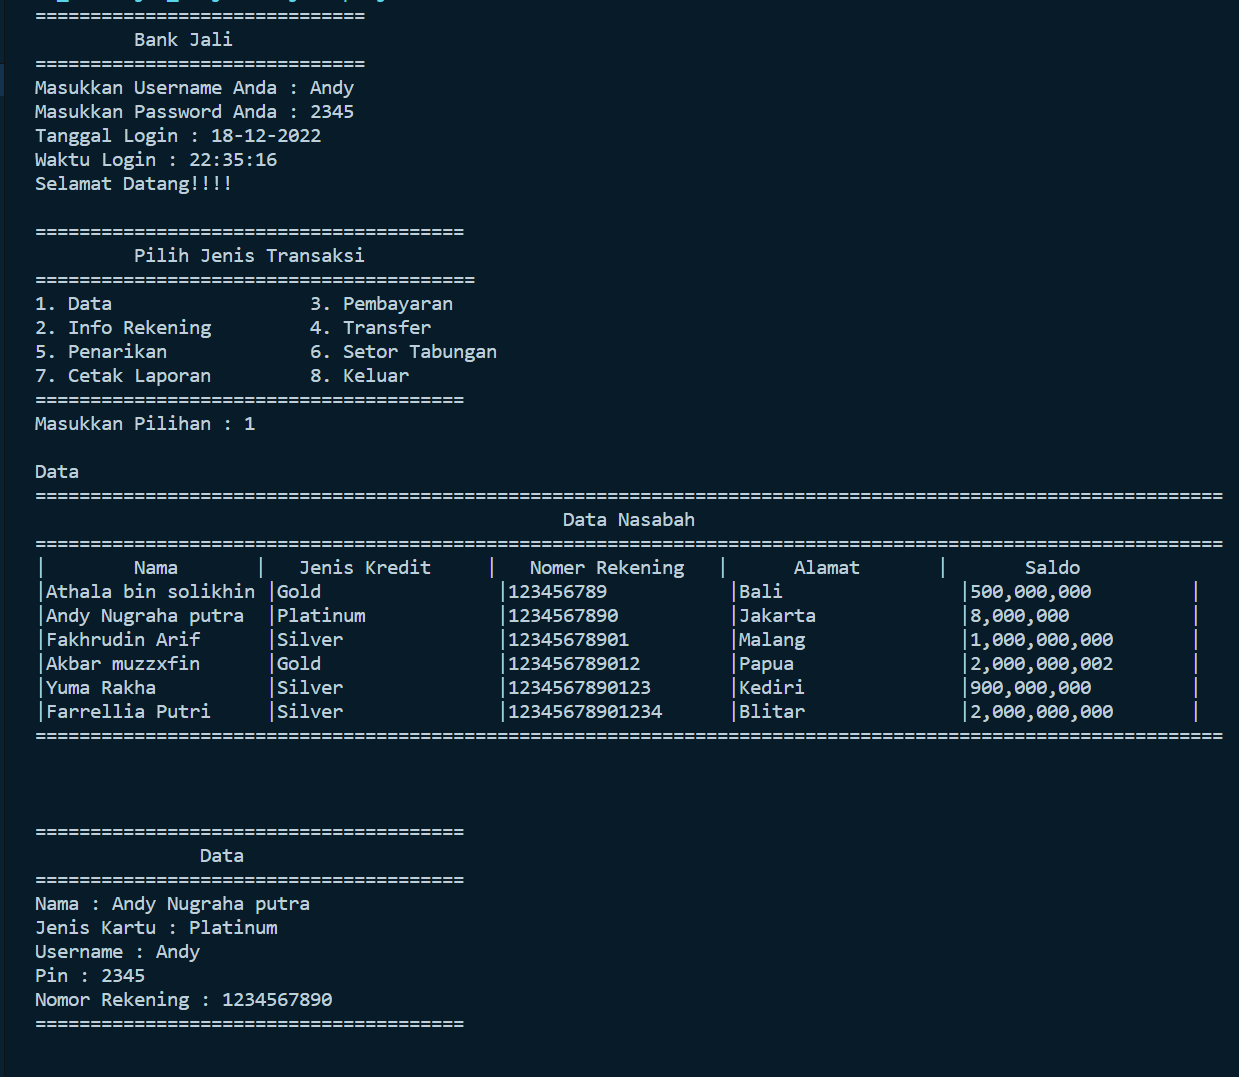 ==============================
Bank Jali
==============================
Masukkan Username Anda : Andy
Masukkan Password Anda : 2345
Tanggal Login : 18-12-2022
Waktu Login : 22:35:16
Selamat Datang!!!!
=======================================
Pilih Jenis Transaksi
========================================
1. Data                  3. Pembayaran
2. Info Rekening         4. Transfer
5. Penarikan             6. Setor Tabungan
7. Cetak Laporan         8. Keluar
=======================================
Masukkan Pilihan : 1
Data
============================================================================================================
Data Nasabah
============================================================================================================
|        Nama       |   Jenis Kredit     |   Nomer Rekening   |      Alamat       |       Saldo
|Athala bin solikhin |Gold                |123456789           |Bali                |500,000,000         |
|Andy Nugraha putra  |Platinum            |1234567890          |Jakarta             |8,000,000           |
|Fakhrudin Arif      |Silver              |12345678901         |Malang              |1,000,000,000       |
|Akbar muzzxfin      |Gold                |123456789012        |Papua               |2,000,000,002       |
|Yuma Rakha          |Silver              |1234567890123       |Kediri              |900,000,000         |
|Farrellia Putri     |Silver              |12345678901234      |Blitar              |2,000,000,000       |
============================================================================================================
=======================================
Data
=======================================
Nama : Andy Nugraha putra
Jenis Kartu : Platinum
Username : Andy
Pin : 2345
Nomor Rekening : 1234567890
=======================================